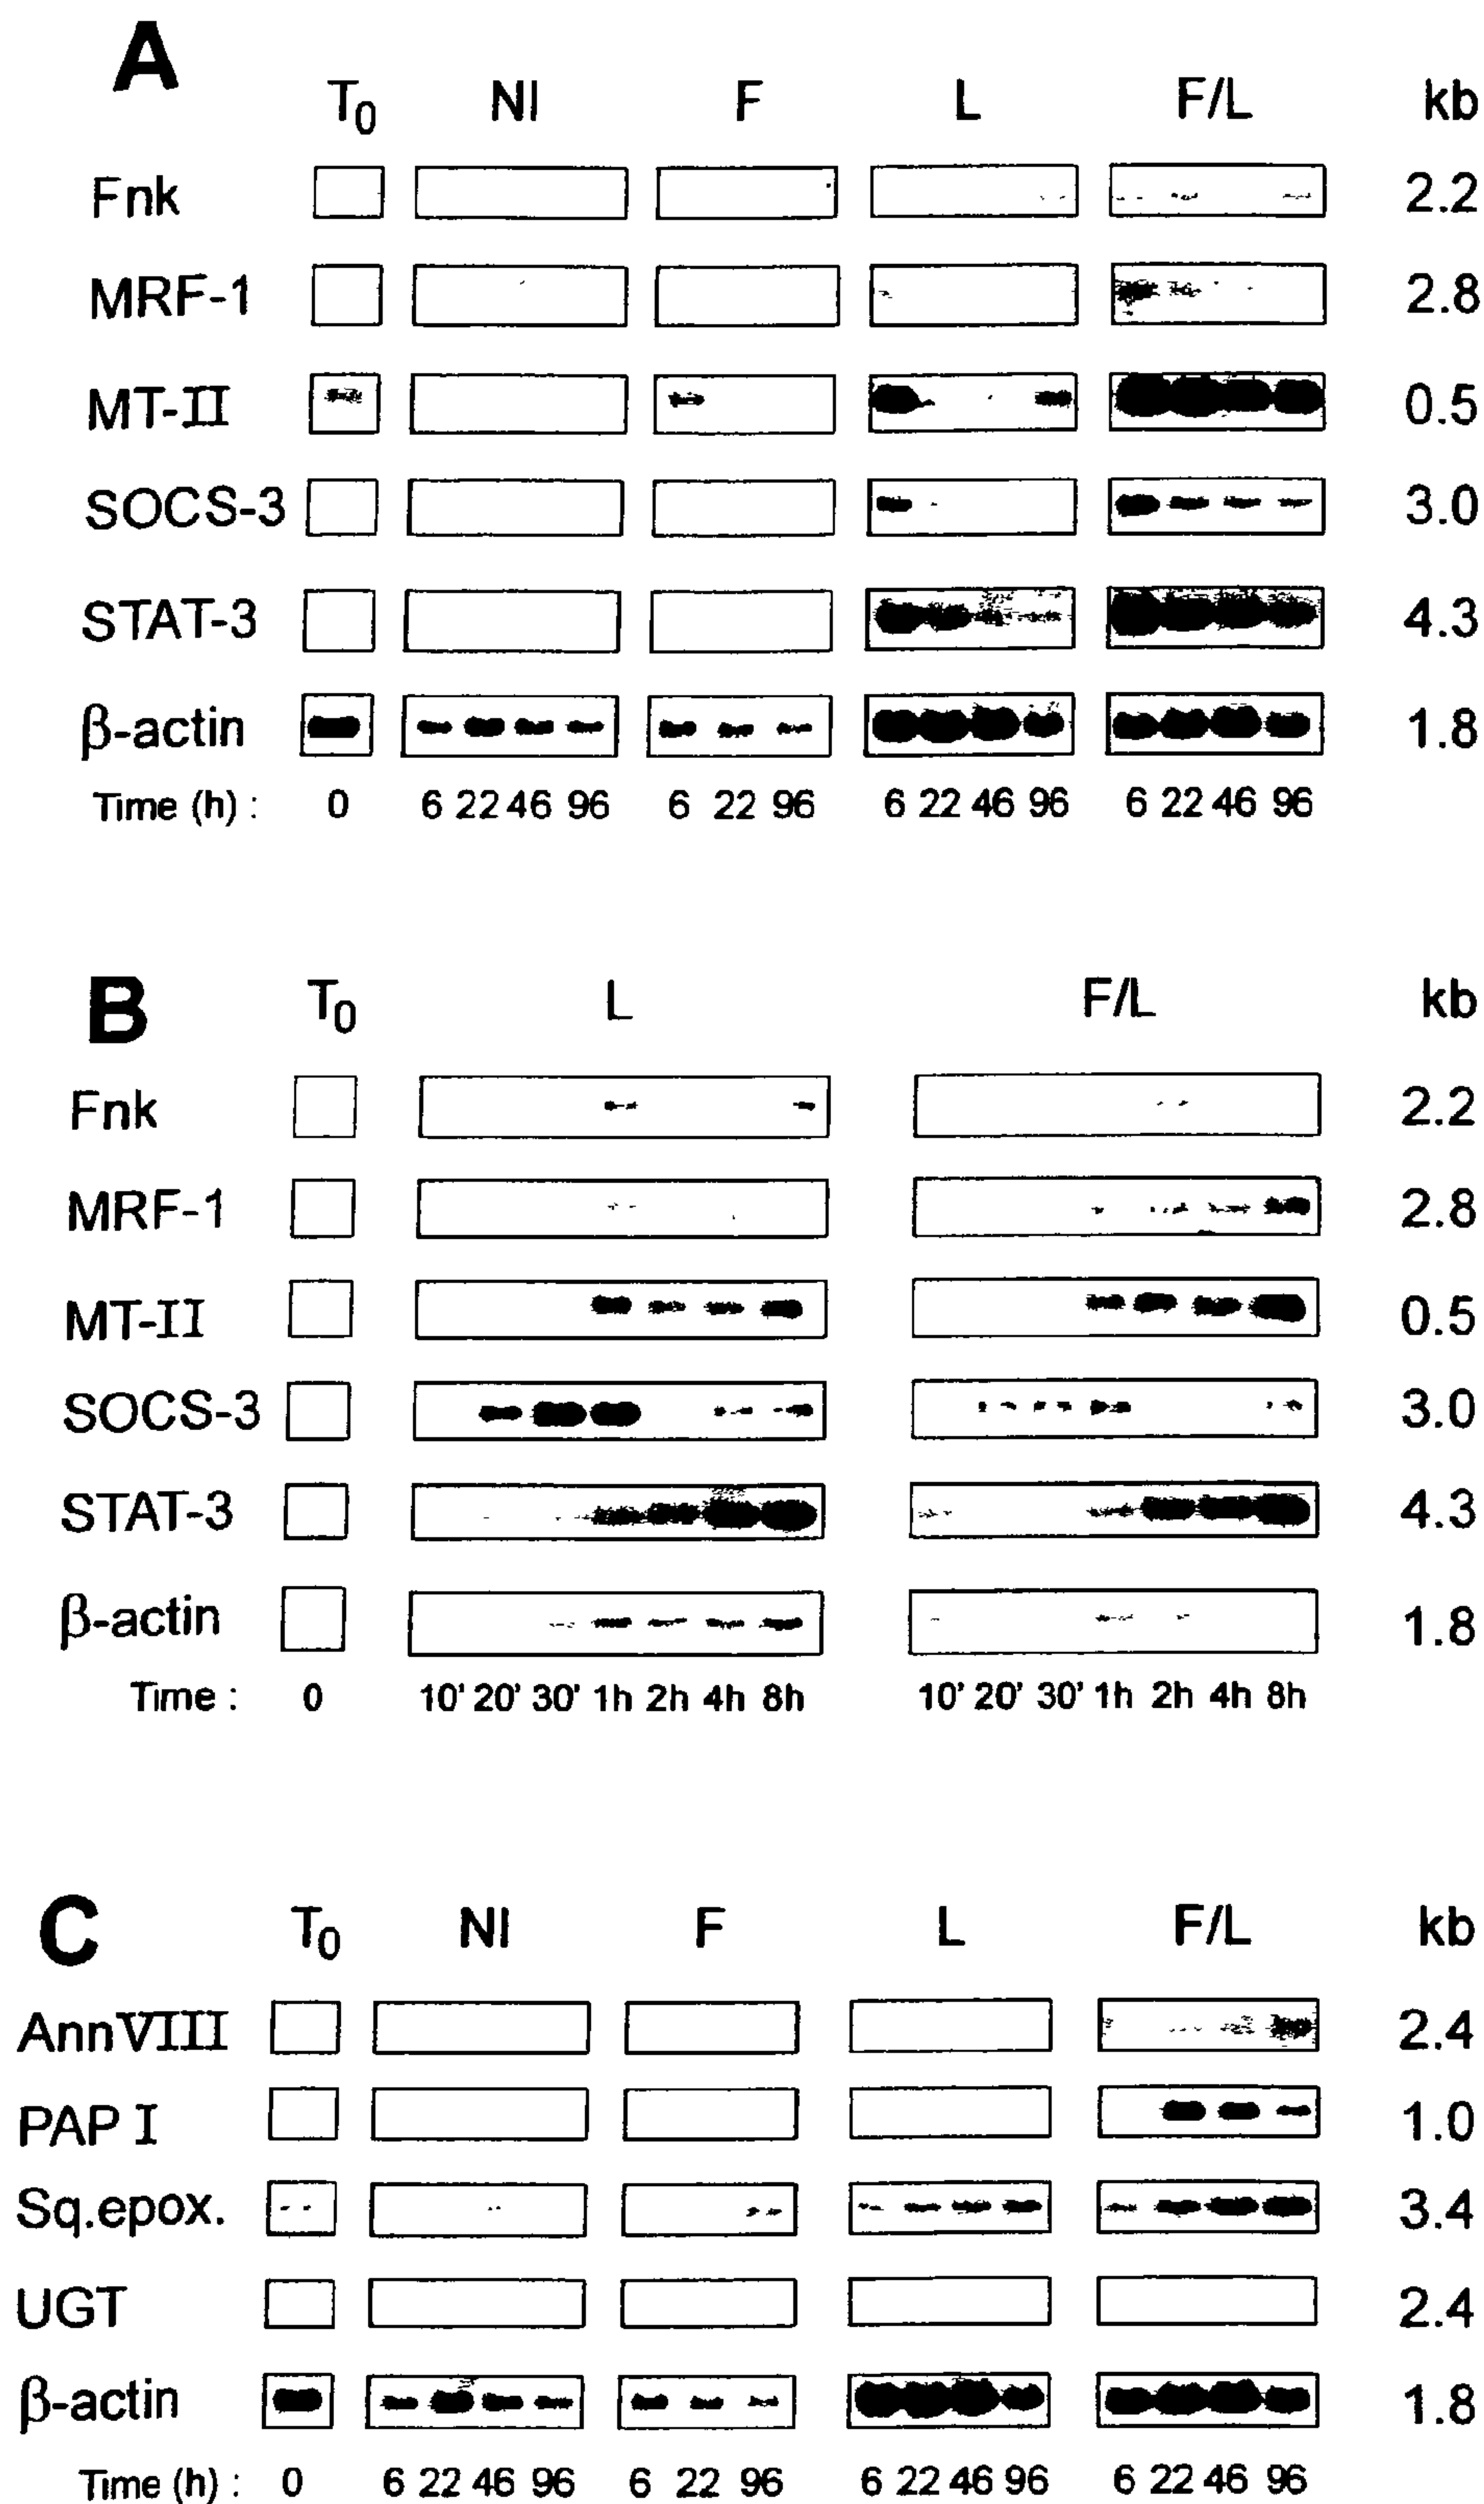 A
T0 NI F L F/L kb
Fnk 2.2
MRF-1 2.8
MT-II 0.5
SOCS-3 3.0
STAT-3 4.3
β-actin 1.8
Time (h) : 0 6 22 46 96 6 22 96 6 22 46 96 6 22 46 96
B
T0 L F/L kb
Fnk 2.2
MRF-1 2.8
MT-II 0.5
SOCS-3 3.0
STAT-3 4.3
β-actin 1.8
Time : 0 10' 20' 30' 1h 2h 4h 8h 10' 20' 30' 1h 2h 4h 8h
C
T0 NI F L F/L kb
AnnVIII 2.4
PAP I 1.0
Sq.epox. 3.4
UGT 2.4
β-actin 1.8
Time (h) : 0 6 22 46 96 6 22 96 6 22 46 96 6 22 46 96